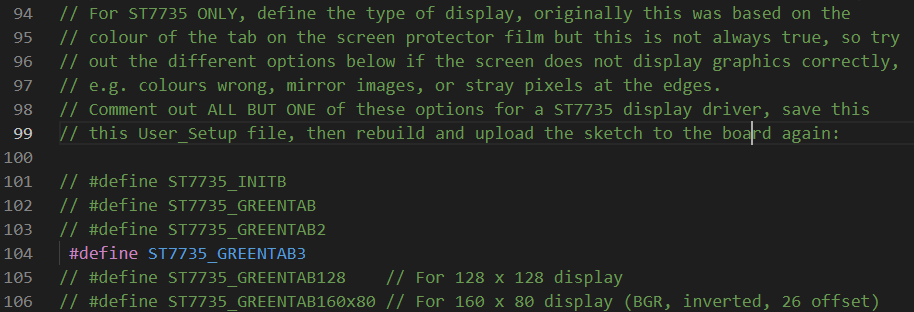 94 // For ST7735 ONLY, define the type of display, originally this was based on the
95 // colour of the tab on the screen protector film but this is not always true, so try
96 // out the different options below if the screen does not display graphics correctly,
97 // e.g. colours wrong, mirror images, or stray pixels at the edges.
98 // Comment out ALL BUT ONE of these options for a ST7735 display driver, save this
99 // this User_Setup file, then rebuild and upload the sketch to the board again:
100
101 // #define ST7735_INITB
102 // #define ST7735_GREENTAB
103 // #define ST7735_GREENTAB2
104 #define ST7735_GREENTAB3
105 // #define ST7735_GREENTAB128    // For 128 x 128 display
106 // #define ST7735_GREENTAB160x80 // For 160 x 80 display (BGR, inverted, 26 offset)